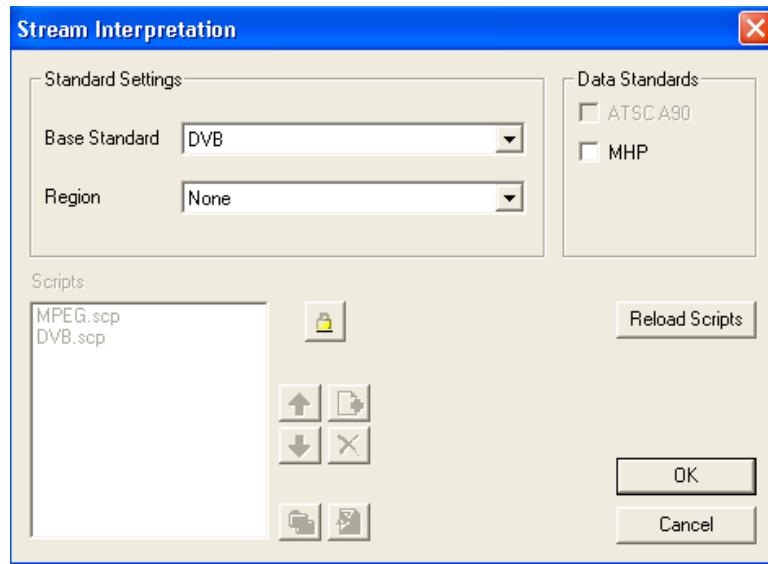 Stream Interpretation
Standard Settings
Base Standard
DVB
Region
None
Data Standards
ATSC A90
MHP
Scripts
MPEG.scp
DVB.scp
Reload Scripts
OK
Cancel